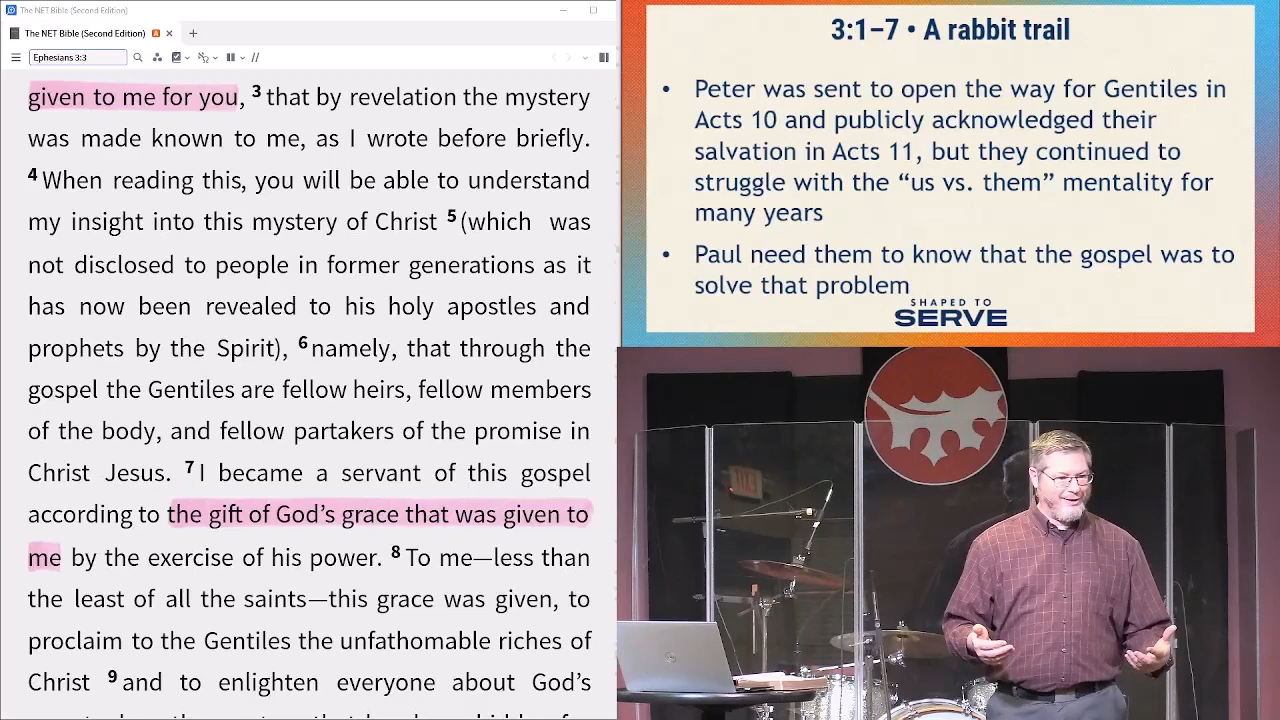 The NET Bible (Second Edition)
The NET Bible (Second Edition) A
Ephesians 3:3
given to me for you, 3 that by revelation the mystery
was made known to me, as I wrote before briefly.
4 When reading this, you will be able to understand
my insight into this mystery of Christ 5 (which was
not disclosed to people in former generations as it
has now been revealed to his holy apostles and
prophets by the Spirit), 6 namely, that through the
gospel the Gentiles are fellow heirs, fellow members
of the body, and fellow partakers of the promise in
Christ Jesus. 7 I became a servant of this gospel
according to the gift of God’s grace that was given to
me by the exercise of his power. 8 To me—less than
the least of all the saints—this grace was given, to
proclaim to the Gentiles the unfathomable riches of
Christ 9 and to enlighten everyone about God’s
3:1–7 • A rabbit trail
• Peter was sent to open the way for Gentiles in
Acts 10 and publicly acknowledged their
salvation in Acts 11, but they continued to
struggle with the “us vs. them” mentality for
many years
• Paul need them to know that the gospel was to
solve that problem
SHAPED TO
SERVE